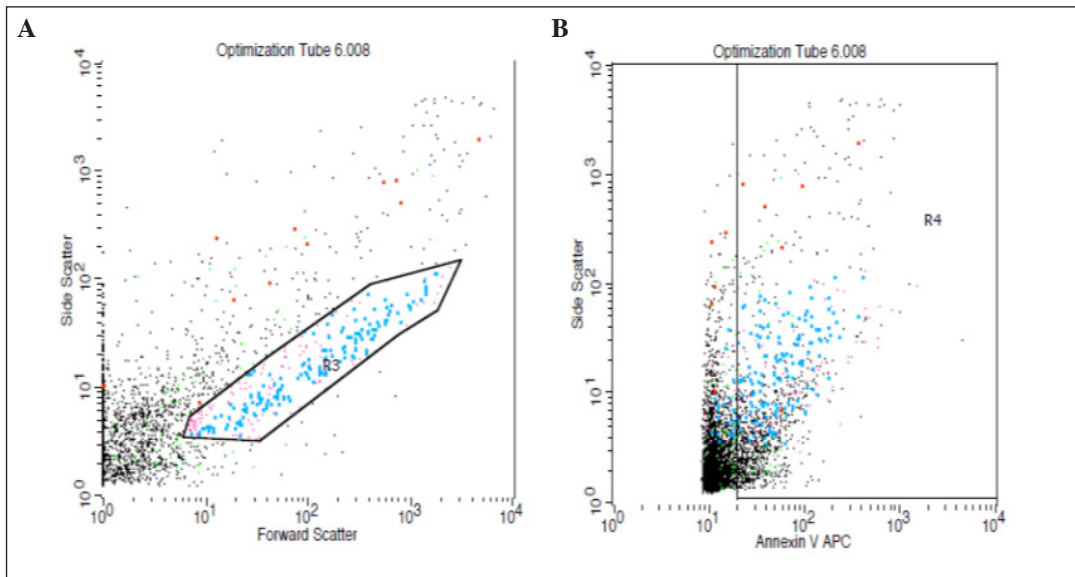 A
Optimization Tube 6.008
10^4
10^3
10^2
10^1
10^0
Side Scatter
R3
10^0 10^1 10^2 10^3 10^4
Forward Scatter
B
Optimization Tube 6.008
10^4
10^3
10^2
10^1
10^0
Side Scatter
R4
10^0 10^1 10^2 10^3 10^4
Annexin V APC